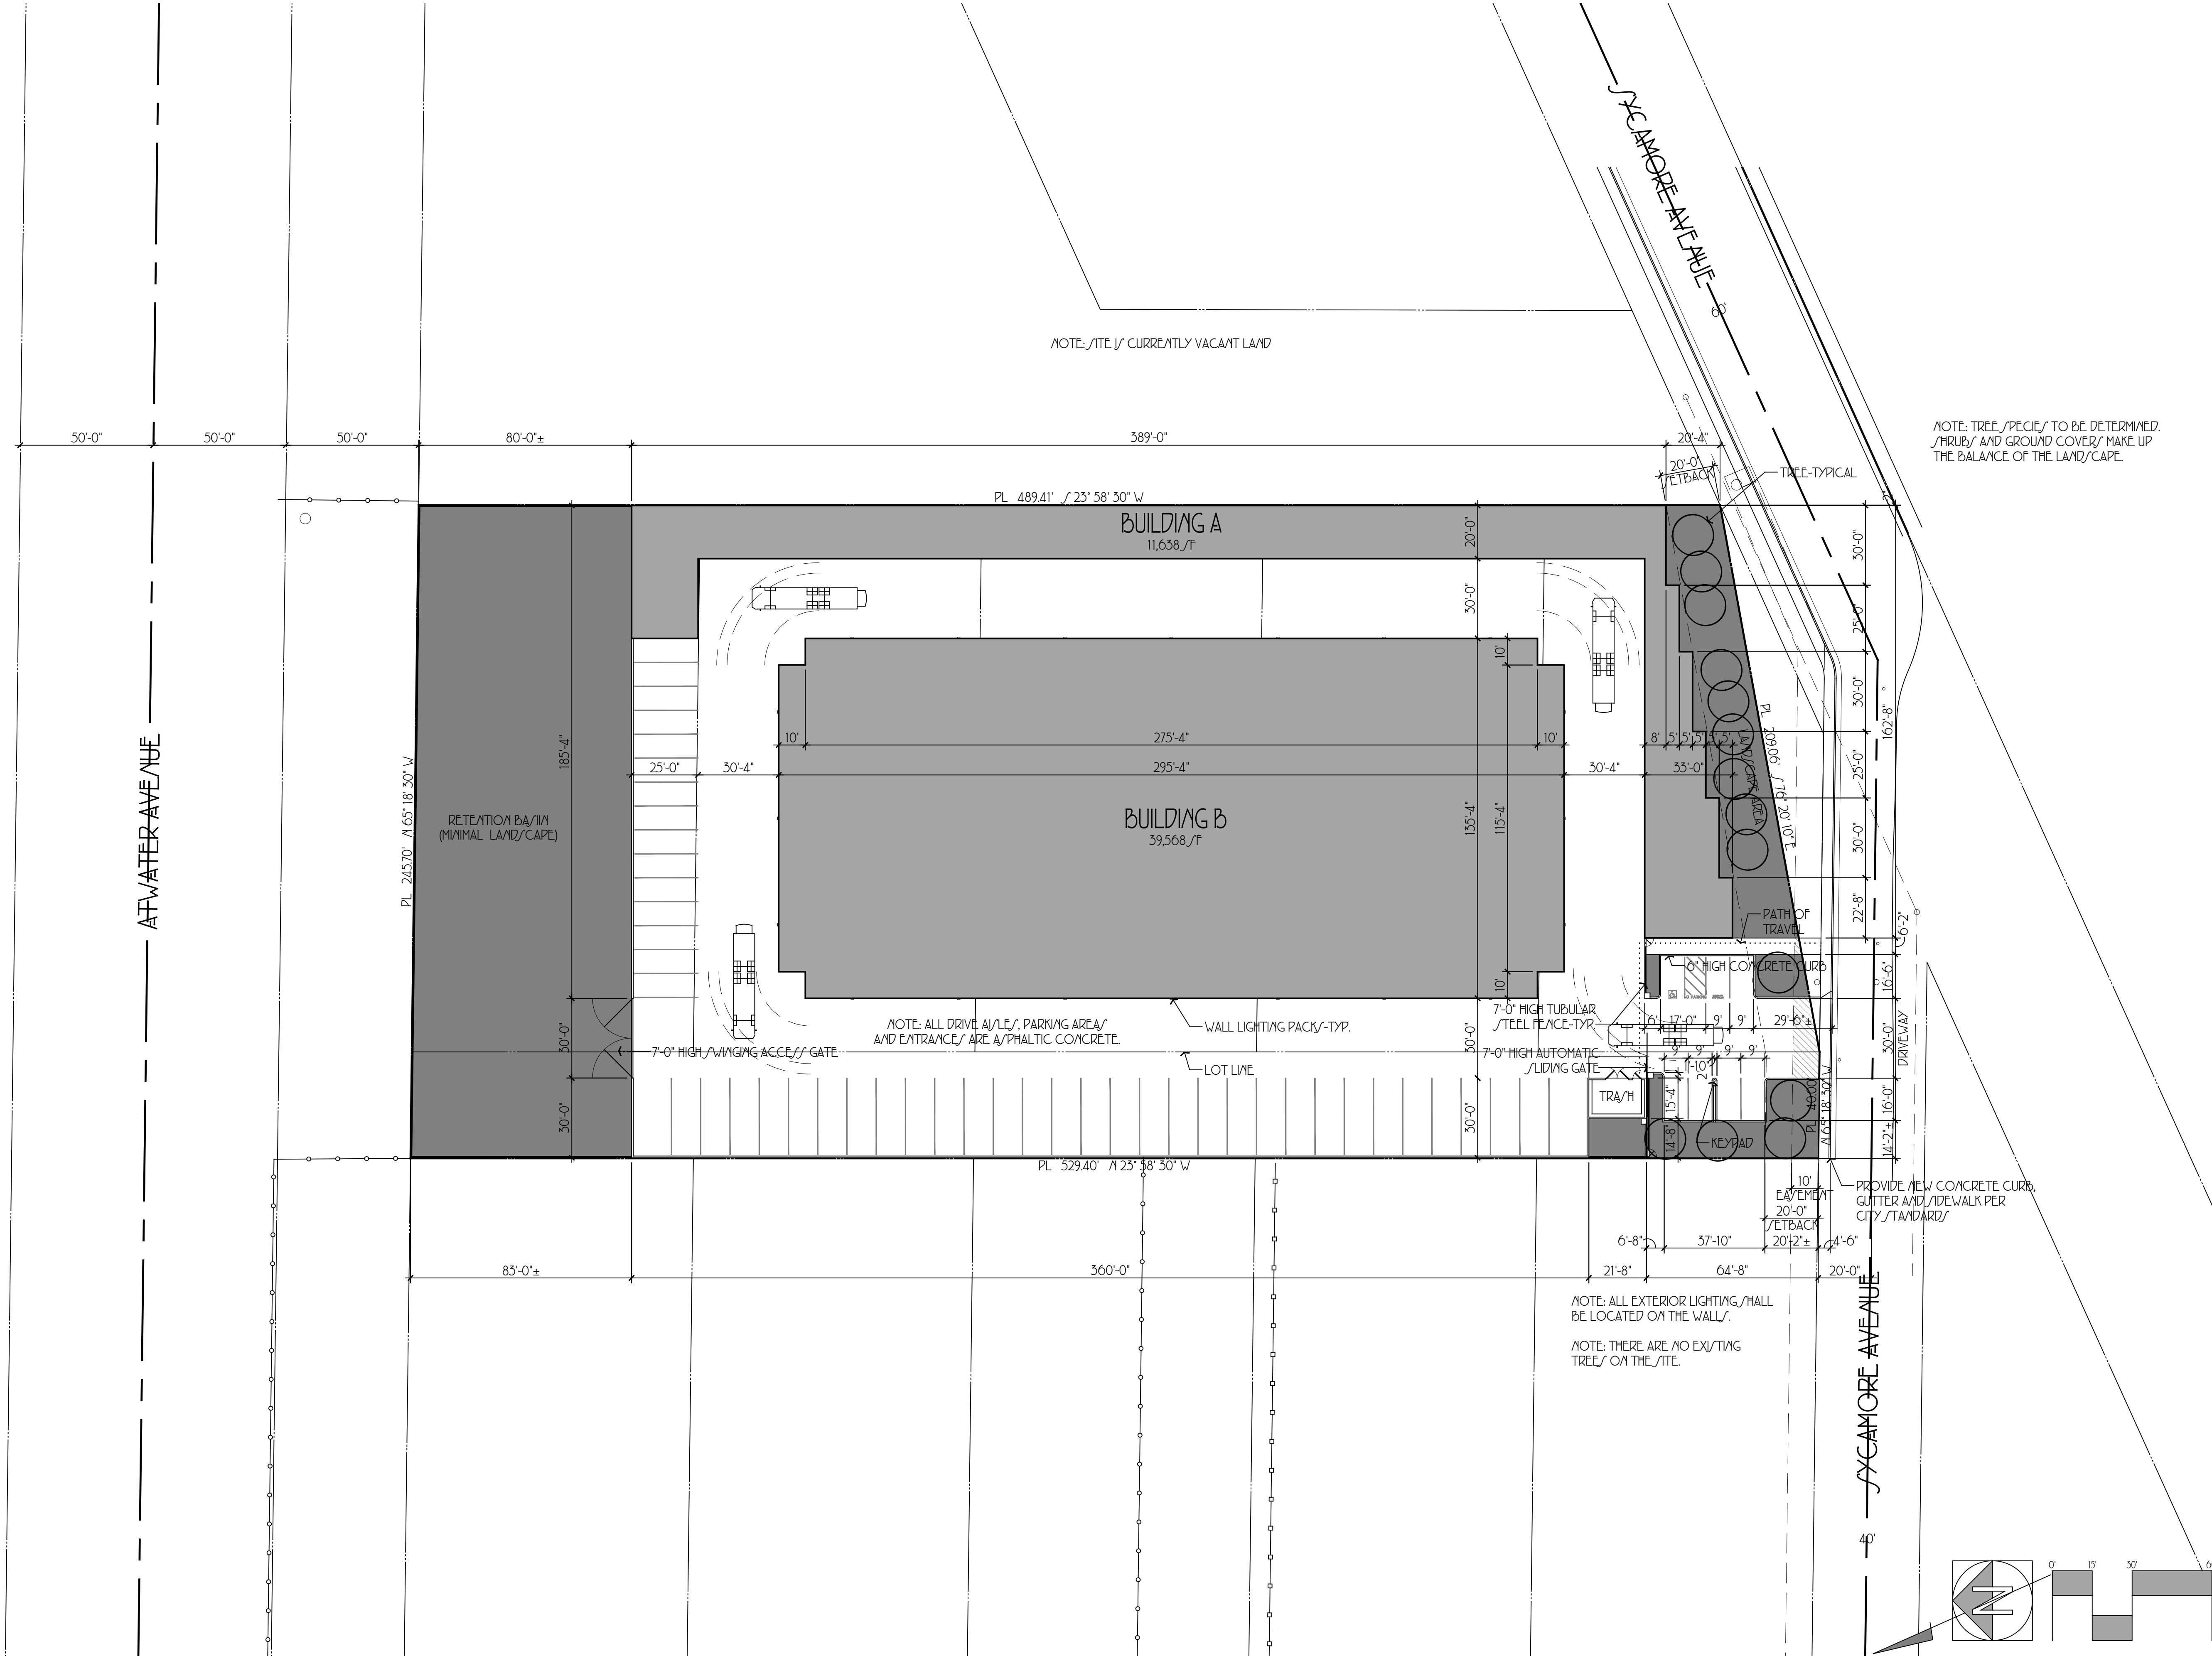 SYCAMORE AVENUE
60'
NOTE: SITE IS CURRENTLY VACANT LAND
NOTE: TREE SPECIES TO BE DETERMINED.
SHRUBS AND GROUND COVERS MAKE UP
THE BALANCE OF THE LANDSCAPE.
50'-0"
50'-0"
50'-0"
80'-0"±
389'-0"
20'-4"
20'-0"
SETBACK
TREE-TYPICAL
2'
PL 489.41' S 23° 58' 30" W
BUILDING A
11,638 SF
20'-0"
30'-0"
30'-0"
25'-0"
30'-0"
162'-8"
25'-0"
30'-0"
22'-8"
6'-2"
10'
10'
275'-4"
10'
8'
5'
5'
5'
5'
5'
25'-0"
30'-4"
295'-4"
30'-4"
33'-0"
185'-4"
PL 209.06' S 76° 20' 10" E
LANDSCAPE AREA
ATWATER AVENUE
PL 245.70' N 65° 18' 30" W
RETENTION BASIIN
(MINIMAL LANDSCAPE)
BUILDING B
39,568 SF
135'-4"
115'-4"
10'
PATH OF
TRAVEL
6" HIGH CONCRETE CURB
NO PARKING
16'-6"
7'-0" HIGH TUBULAR
STEEL FENCE-TYP.
6'
17'-0"
9'
9'
29'-6"±
NOTE: ALL DRIVE AISLES, PARKING AREAS
AND ENTRANCES ARE ASPHALTIC CONCRETE.
WALL LIGHTING PACKS-TYP.
30'-0"
30'-0"
30'-0"
DRIVEWAY
7'-0" HIGH SWINGING ACCESS GATE
LOT LINE
7'-0" HIGH AUTOMATIC
SLIDING GATE
9'
9'
9'
9'
1'-10"
2'
TRASH
15'-4"
14'-8"
KEYPAD
PL 40.00'
N 65° 18' 30" W
16'-0"
14'-2"±
30'-0"
30'-0"
PL 529.40' N 23° 58' 30" W
10'
EASEMENT
20'-0"
SETBACK
PROVIDE NEW CONCRETE CURB,
GUTTER AND SIDEWALK PER
CITY STANDARDS
6'-8"
37'-10"
20'-2"±
4'-6"
83'-0"±
360'-0"
21'-8"
64'-8"
20'-0"
NOTE: ALL EXTERIOR LIGHTING SHALL
BE LOCATED ON THE WALLS.
NOTE: THERE ARE NO EXISTING
TREES ON THE SITE.
SYCAMORE AVENUE
40'
N
0'
15'
30'